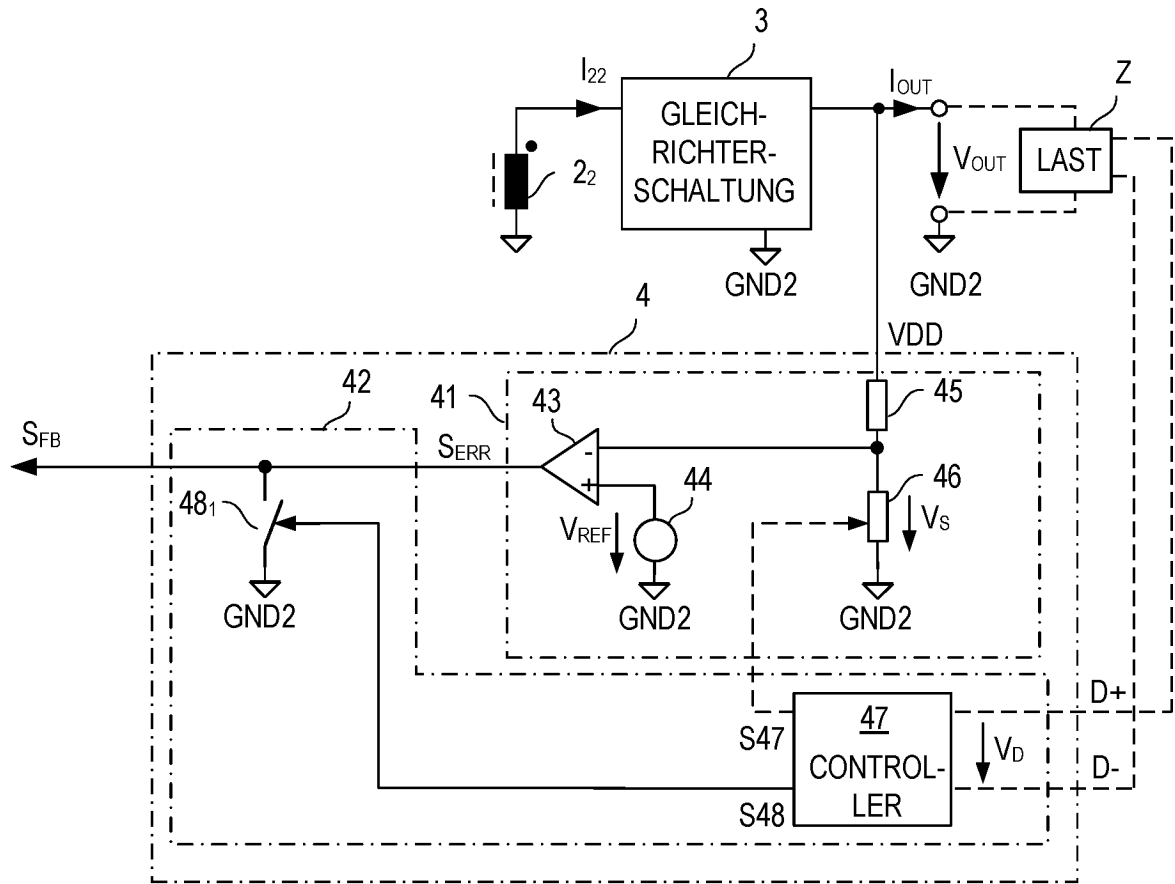 3
I22
IOUT
Z
GLEICH-
RICHTER-
SCHALTUNG
LAST
VOUT
22
GND2
GND2
4
VDD
42
41
43
45
SFB
SERR
-
+
44
46
481
VREF
VS
GND2
GND2
GND2
D+
S47
47
VD
CONTROL-
LER
D-
S48